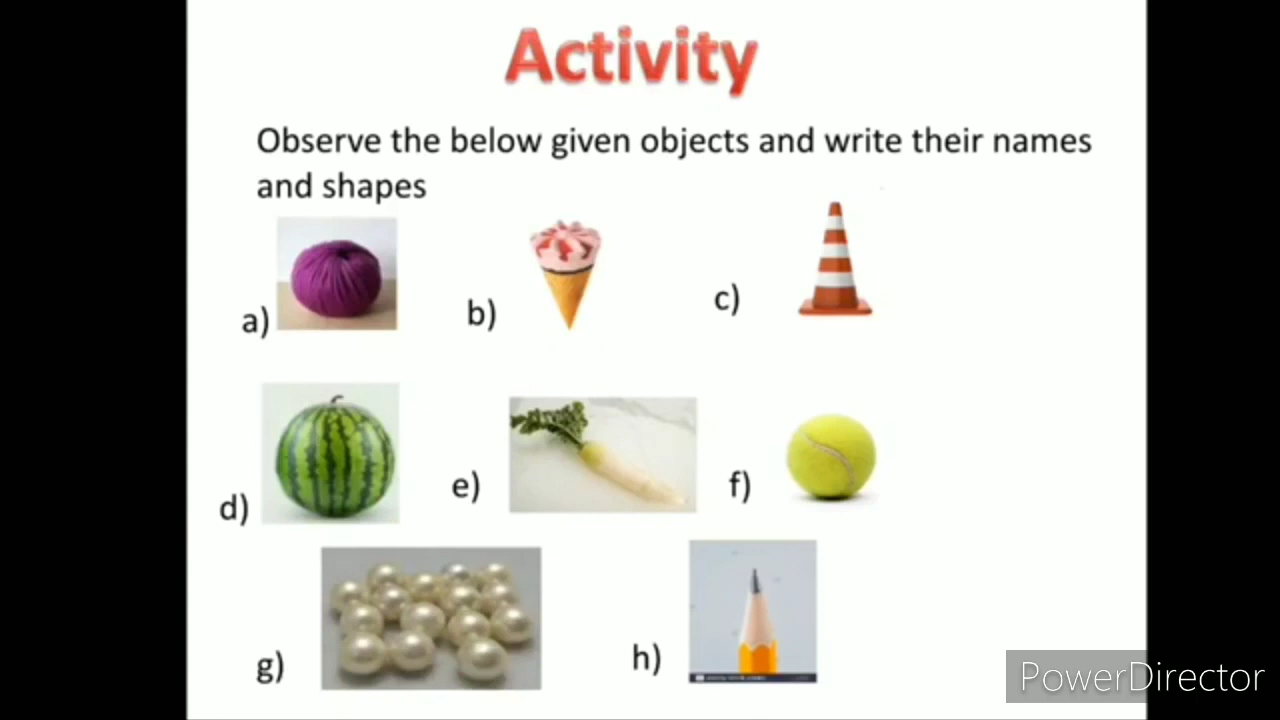 Activity
Observe the below given objects and write their names
and shapes
a)
b)
c)
d)
e)
f)
g)
h)
PowerDirector